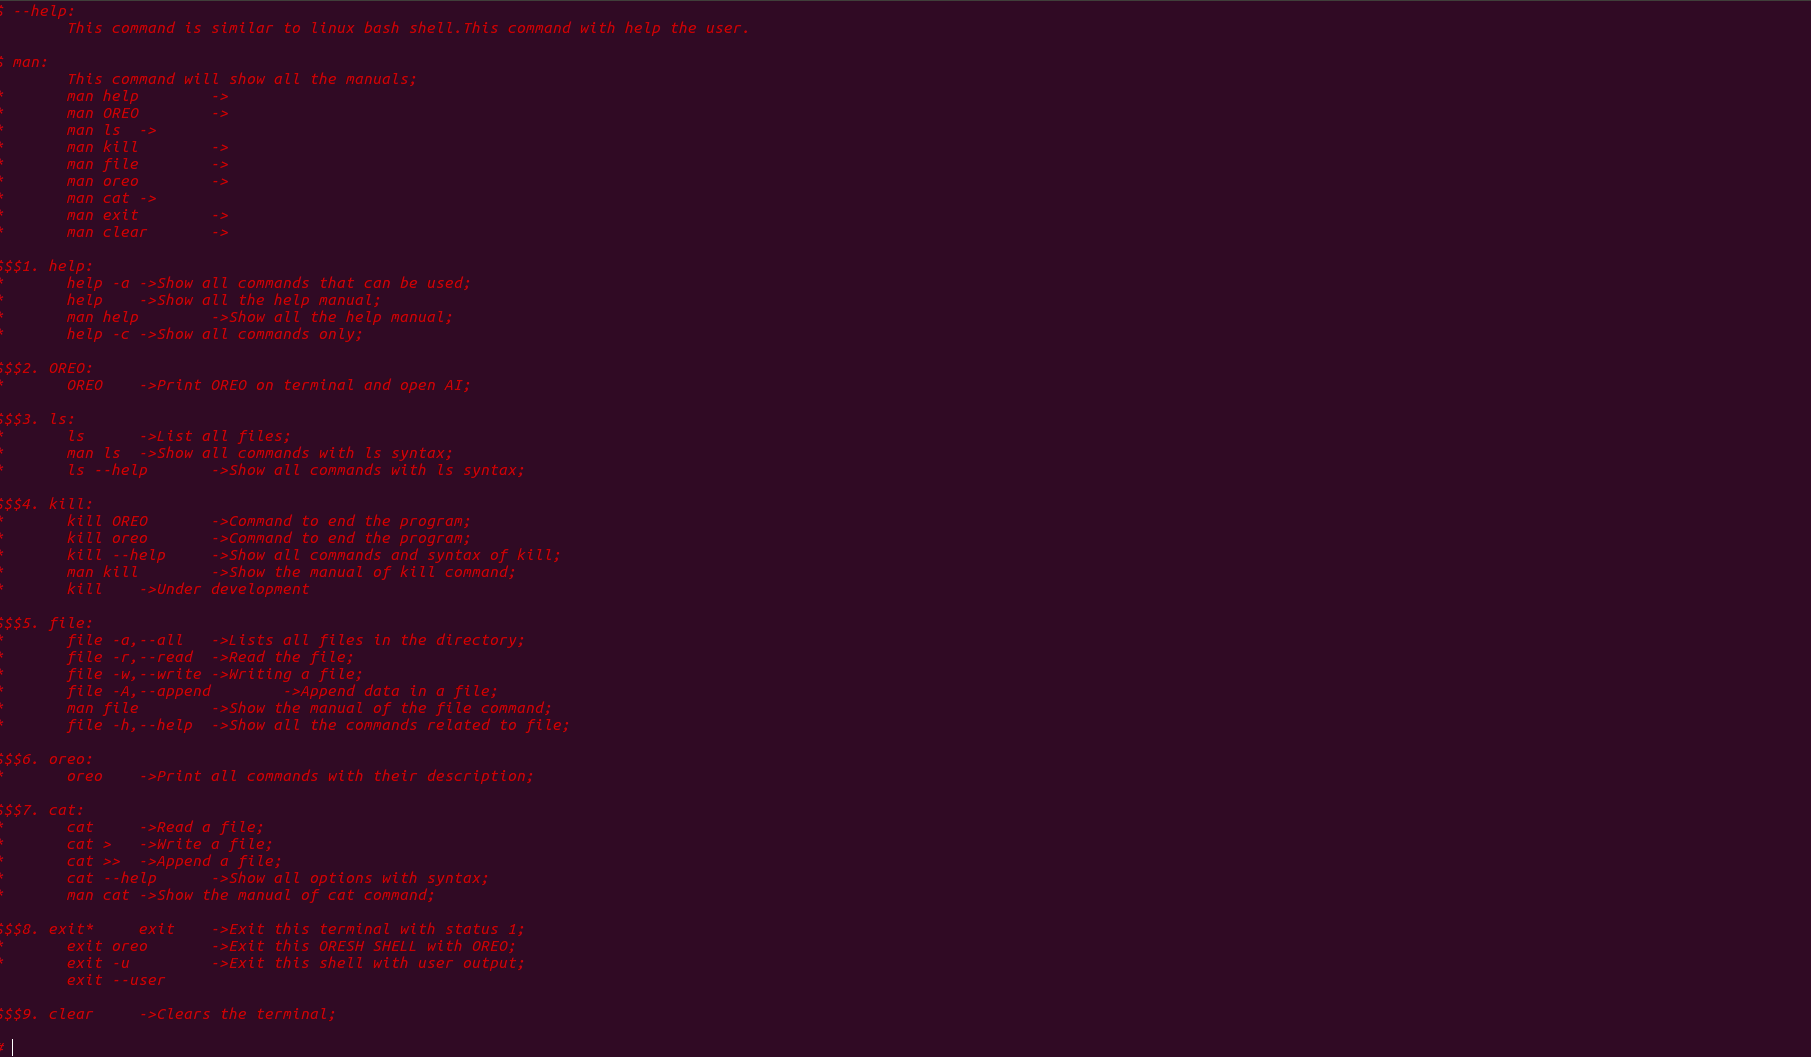 $ --help:
This command is similar to linux bash shell.This command with help the user.
$ man:
This command will show all the manuals;
* man help ->
* man OREO ->
* man ls ->
* man kill ->
* man file ->
* man oreo ->
* man cat ->
* man exit ->
* man clear ->
$$$1. help:
* help -a ->Show all commands that can be used;
* help ->Show all the help manual;
* man help ->Show all the help manual;
* help -c ->Show all commands only;
$$$2. OREO:
* OREO ->Print OREO on terminal and open AI;
$$$3. ls:
* ls ->List all files;
* man ls ->Show all commands with ls syntax;
* ls --help ->Show all commands with ls syntax;
$$$4. kill:
* kill OREO ->Command to end the program;
* kill oreo ->Command to end the program;
* kill --help ->Show all commands and syntax of kill;
* man kill ->Show the manual of kill command;
* kill ->Under development
$$$5. file:
* file -a,--all ->Lists all files in the directory;
* file -r,--read ->Read the file;
* file -w,--write ->Writing a file;
* file -A,--append ->Append data in a file;
* man file ->Show the manual of the file command;
* file -h,--help ->Show all the commands related to file;
$$$6. oreo:
* oreo ->Print all commands with their description;
$$$7. cat:
* cat ->Read a file;
* cat > ->Write a file;
* cat >> ->Append a file;
* cat --help ->Show all options with syntax;
* man cat ->Show the manual of cat command;
$$$8. exit* exit ->Exit this terminal with status 1;
* exit oreo ->Exit this ORESH SHELL with OREO;
* exit -u ->Exit this shell with user output;
exit --user
$$$9. clear ->Clears the terminal;
#